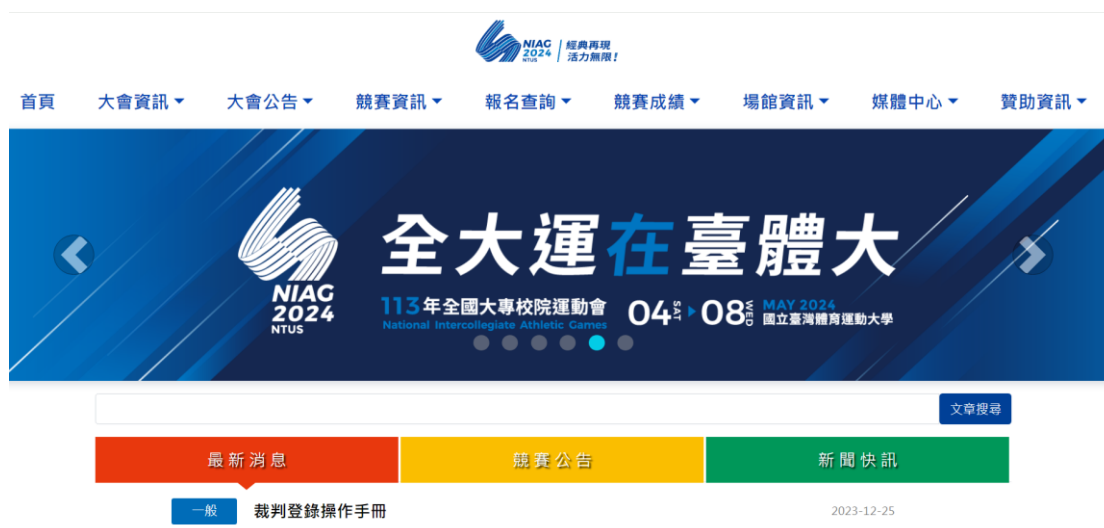 NIAG
2024
NTUS
經典再現
活力無限!
首頁 大會資訊 大會公告 競賽資訊 報名查詢 競賽成績 場館資訊 媒體中心 贊助資訊
NIAG
2024
NTUS
全大運在臺體大
113年全國大專校院運動會
National Intercollegiate Athletic Games
04 SAT 08 WED MAY 2024
國立臺灣體育運動大學
文章搜尋
最新消息 競賽公告 新聞快訊
一般 裁判登錄操作手冊 2023-12-25